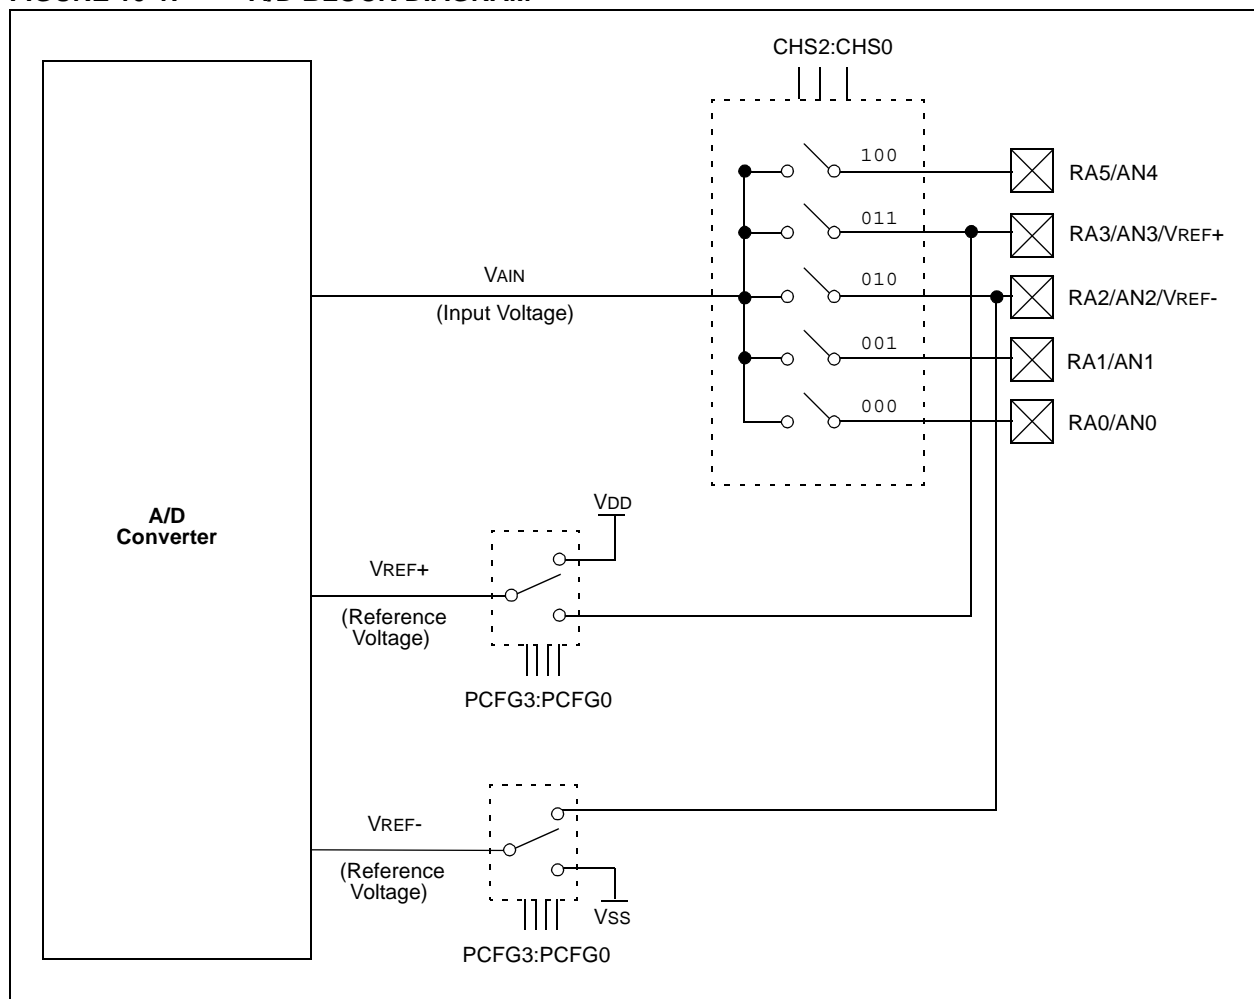 CHS2:CHS0
100
RA5/AN4
011
RA3/AN3/VREF+
VAIN
(Input Voltage)
010
RA2/AN2/VREF-
001
RA1/AN1
000
RA0/AN0
A/D
Converter
VDD
VREF+
(Reference
Voltage)
PCFG3:PCFG0
VREF-
(Reference
Voltage)
VSS
PCFG3:PCFG0